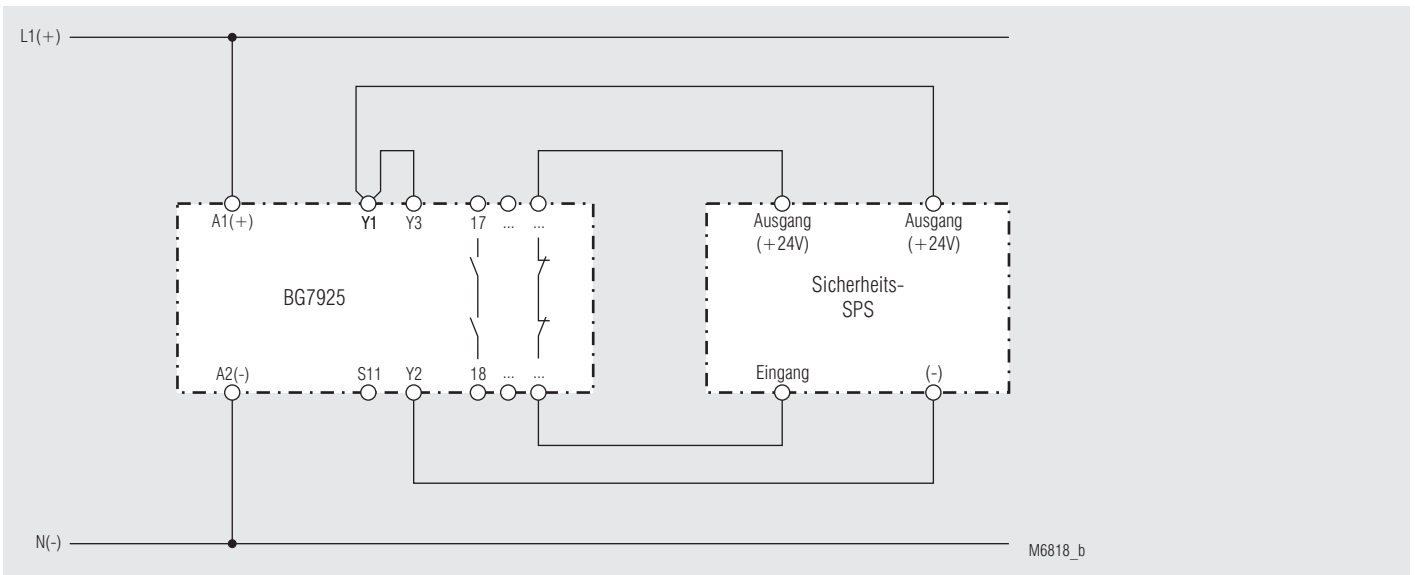 L1(+)
A1(+) Y1 Y3 17 ... ...
Ausgang Ausgang
(+24V) (+24V)
BG7925
Sicherheits-
SPS
A2(-) S11 Y2 18 ... ...
Eingang (-)
N(-)
M6818_b